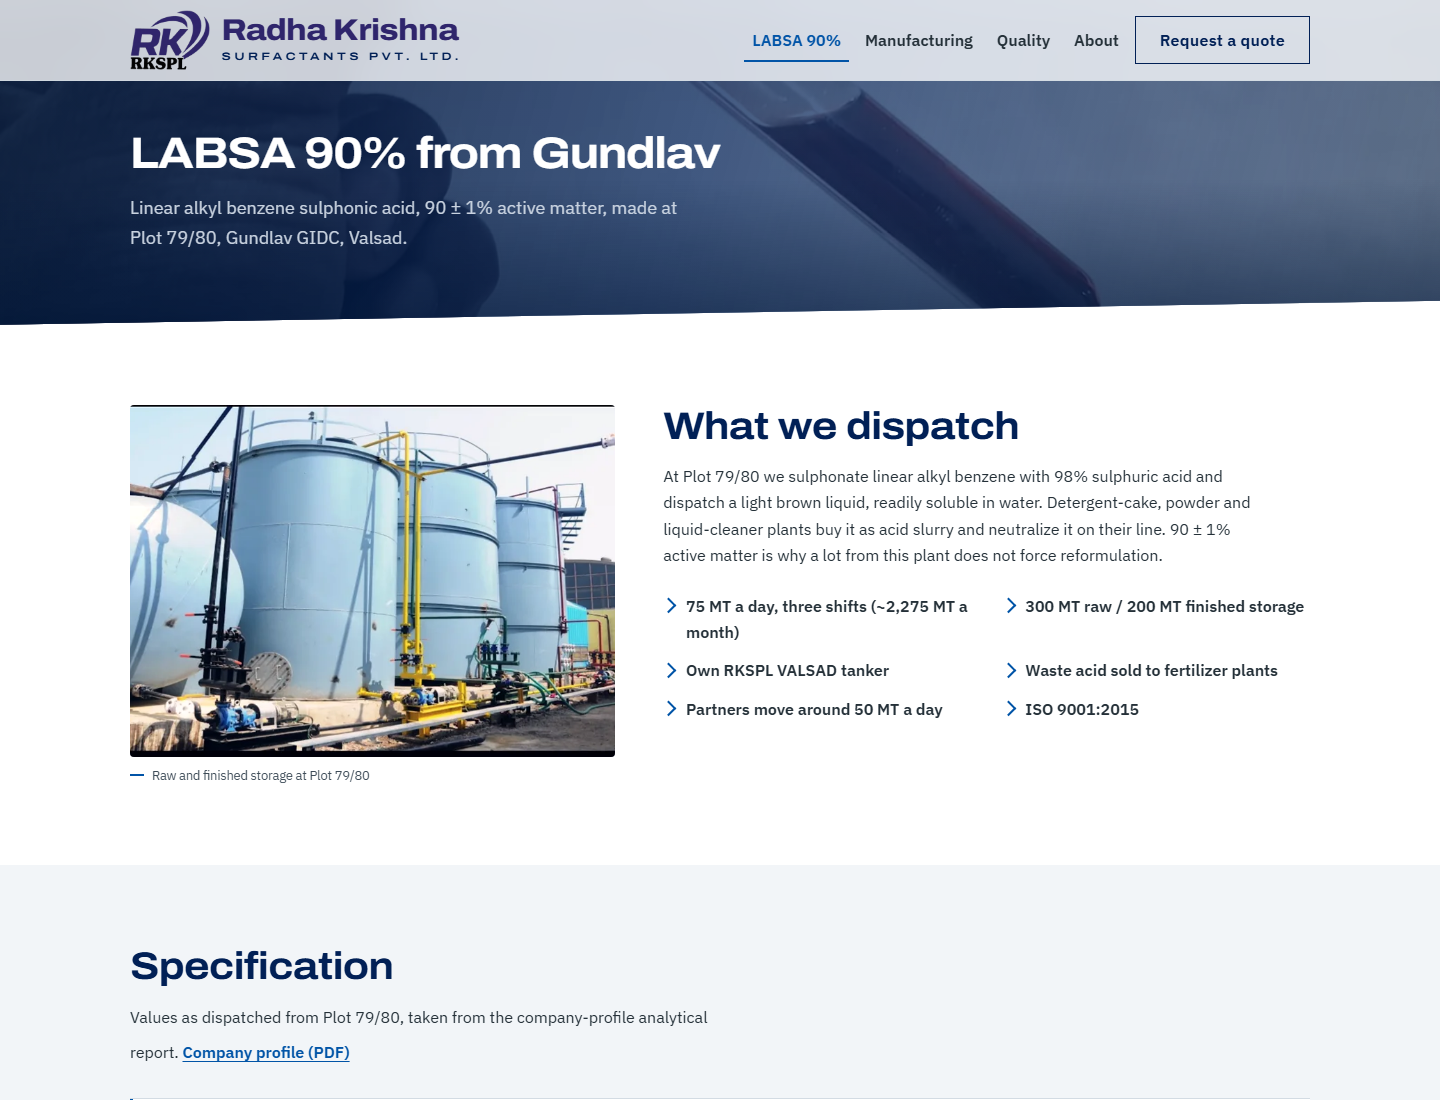 RK
RKSPL
Radha Krishna
SURFACTANTS PVT. LTD.
LABSA 90%
Manufacturing
Quality
About
Request a quote
LABSA 90% from Gundlav
Linear alkyl benzene sulphonic acid, 90 ± 1% active matter, made at
Plot 79/80, Gundlav GIDC, Valsad.
What we dispatch
At Plot 79/80 we sulphonate linear alkyl benzene with 98% sulphuric acid and
dispatch a light brown liquid, readily soluble in water. Detergent-cake, powder and
liquid-cleaner plants buy it as acid slurry and neutralize it on their line. 90 ± 1%
active matter is why a lot from this plant does not force reformulation.
75 MT a day, three shifts (~2,275 MT a
month)
300 MT raw / 200 MT finished storage
Own RKSPL VALSAD tanker
Waste acid sold to fertilizer plants
Partners move around 50 MT a day
ISO 9001:2015
Raw and finished storage at Plot 79/80
Specification
Values as dispatched from Plot 79/80, taken from the company-profile analytical
report. Company profile (PDF)